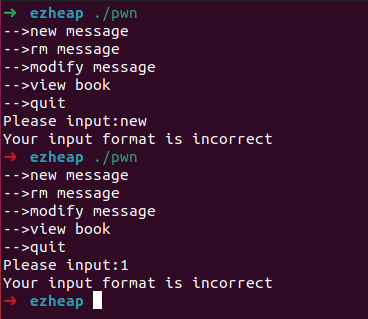 ➜ ezheap ./pwn
-->new message
-->rm message
-->modify message
-->view book
-->quit
Please input:new
Your input format is incorrect
➜ ezheap ./pwn
-->new message
-->rm message
-->modify message
-->view book
-->quit
Please input:1
Your input format is incorrect
➜ ezheap